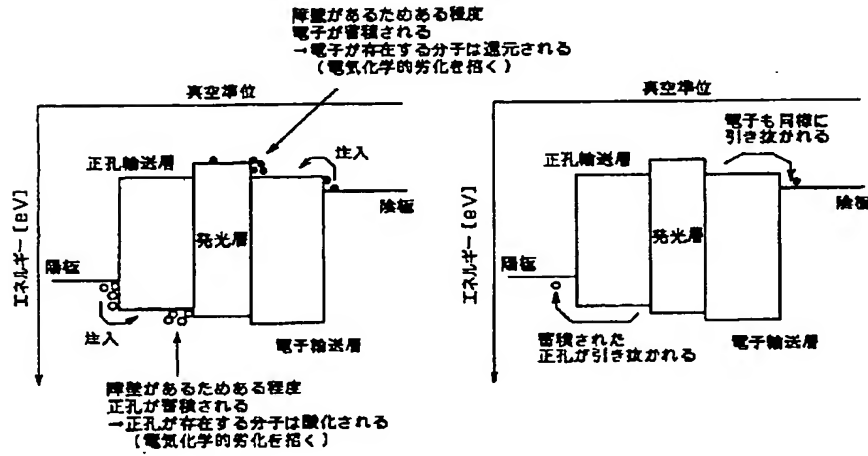 障壁があるためある程度
電子が蓄積される
→電子が存在する分子は還元される
(電気化学的劣化を招く)
真空準位
正孔輸送層
注入
陰極
発光層
陽極
注入
電子輸送層
エネルギー[eV]
障壁があるためある程度
正孔が蓄積される
→正孔が存在する分子は酸化される
(電気化学的劣化を招く)
真空準位
電子も同様に
引き抜かれる
正孔輸送層
陰極
発光層
陽極
蓄積された
正孔が引き抜かれる
電子輸送層
エネルギー[eV]